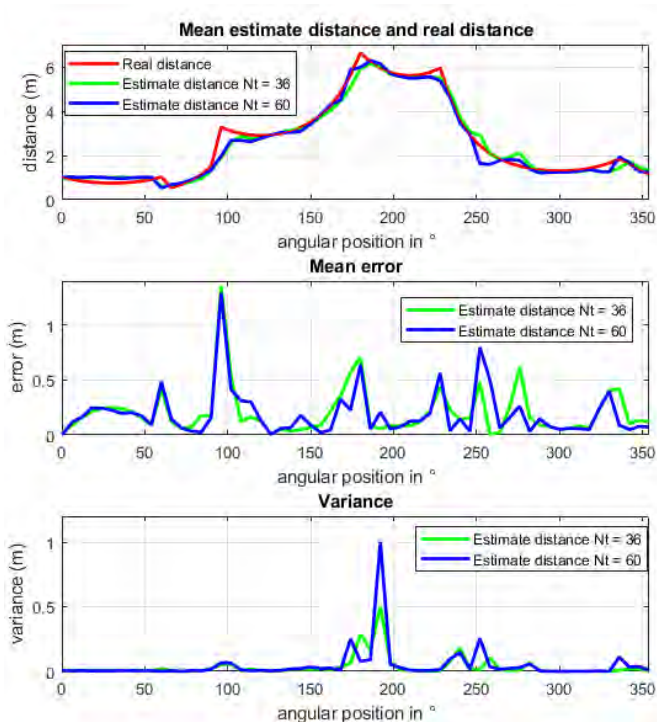 Mean estimate distance and real distance
distance (m)
6
4
2
0
Real distance
Estimate distance Nt = 36
Estimate distance Nt = 60
0 50 100 150 200 250 300 350
angular position in °
Mean error
error (m)
1
0.5
0
Estimate distance Nt = 36
Estimate distance Nt = 60
0 50 100 150 200 250 300 350
angular position in °
Variance
variance (m)
1
0.5
0
Estimate distance Nt = 36
Estimate distance Nt = 60
0 50 100 150 200 250 300 350
angular position in °